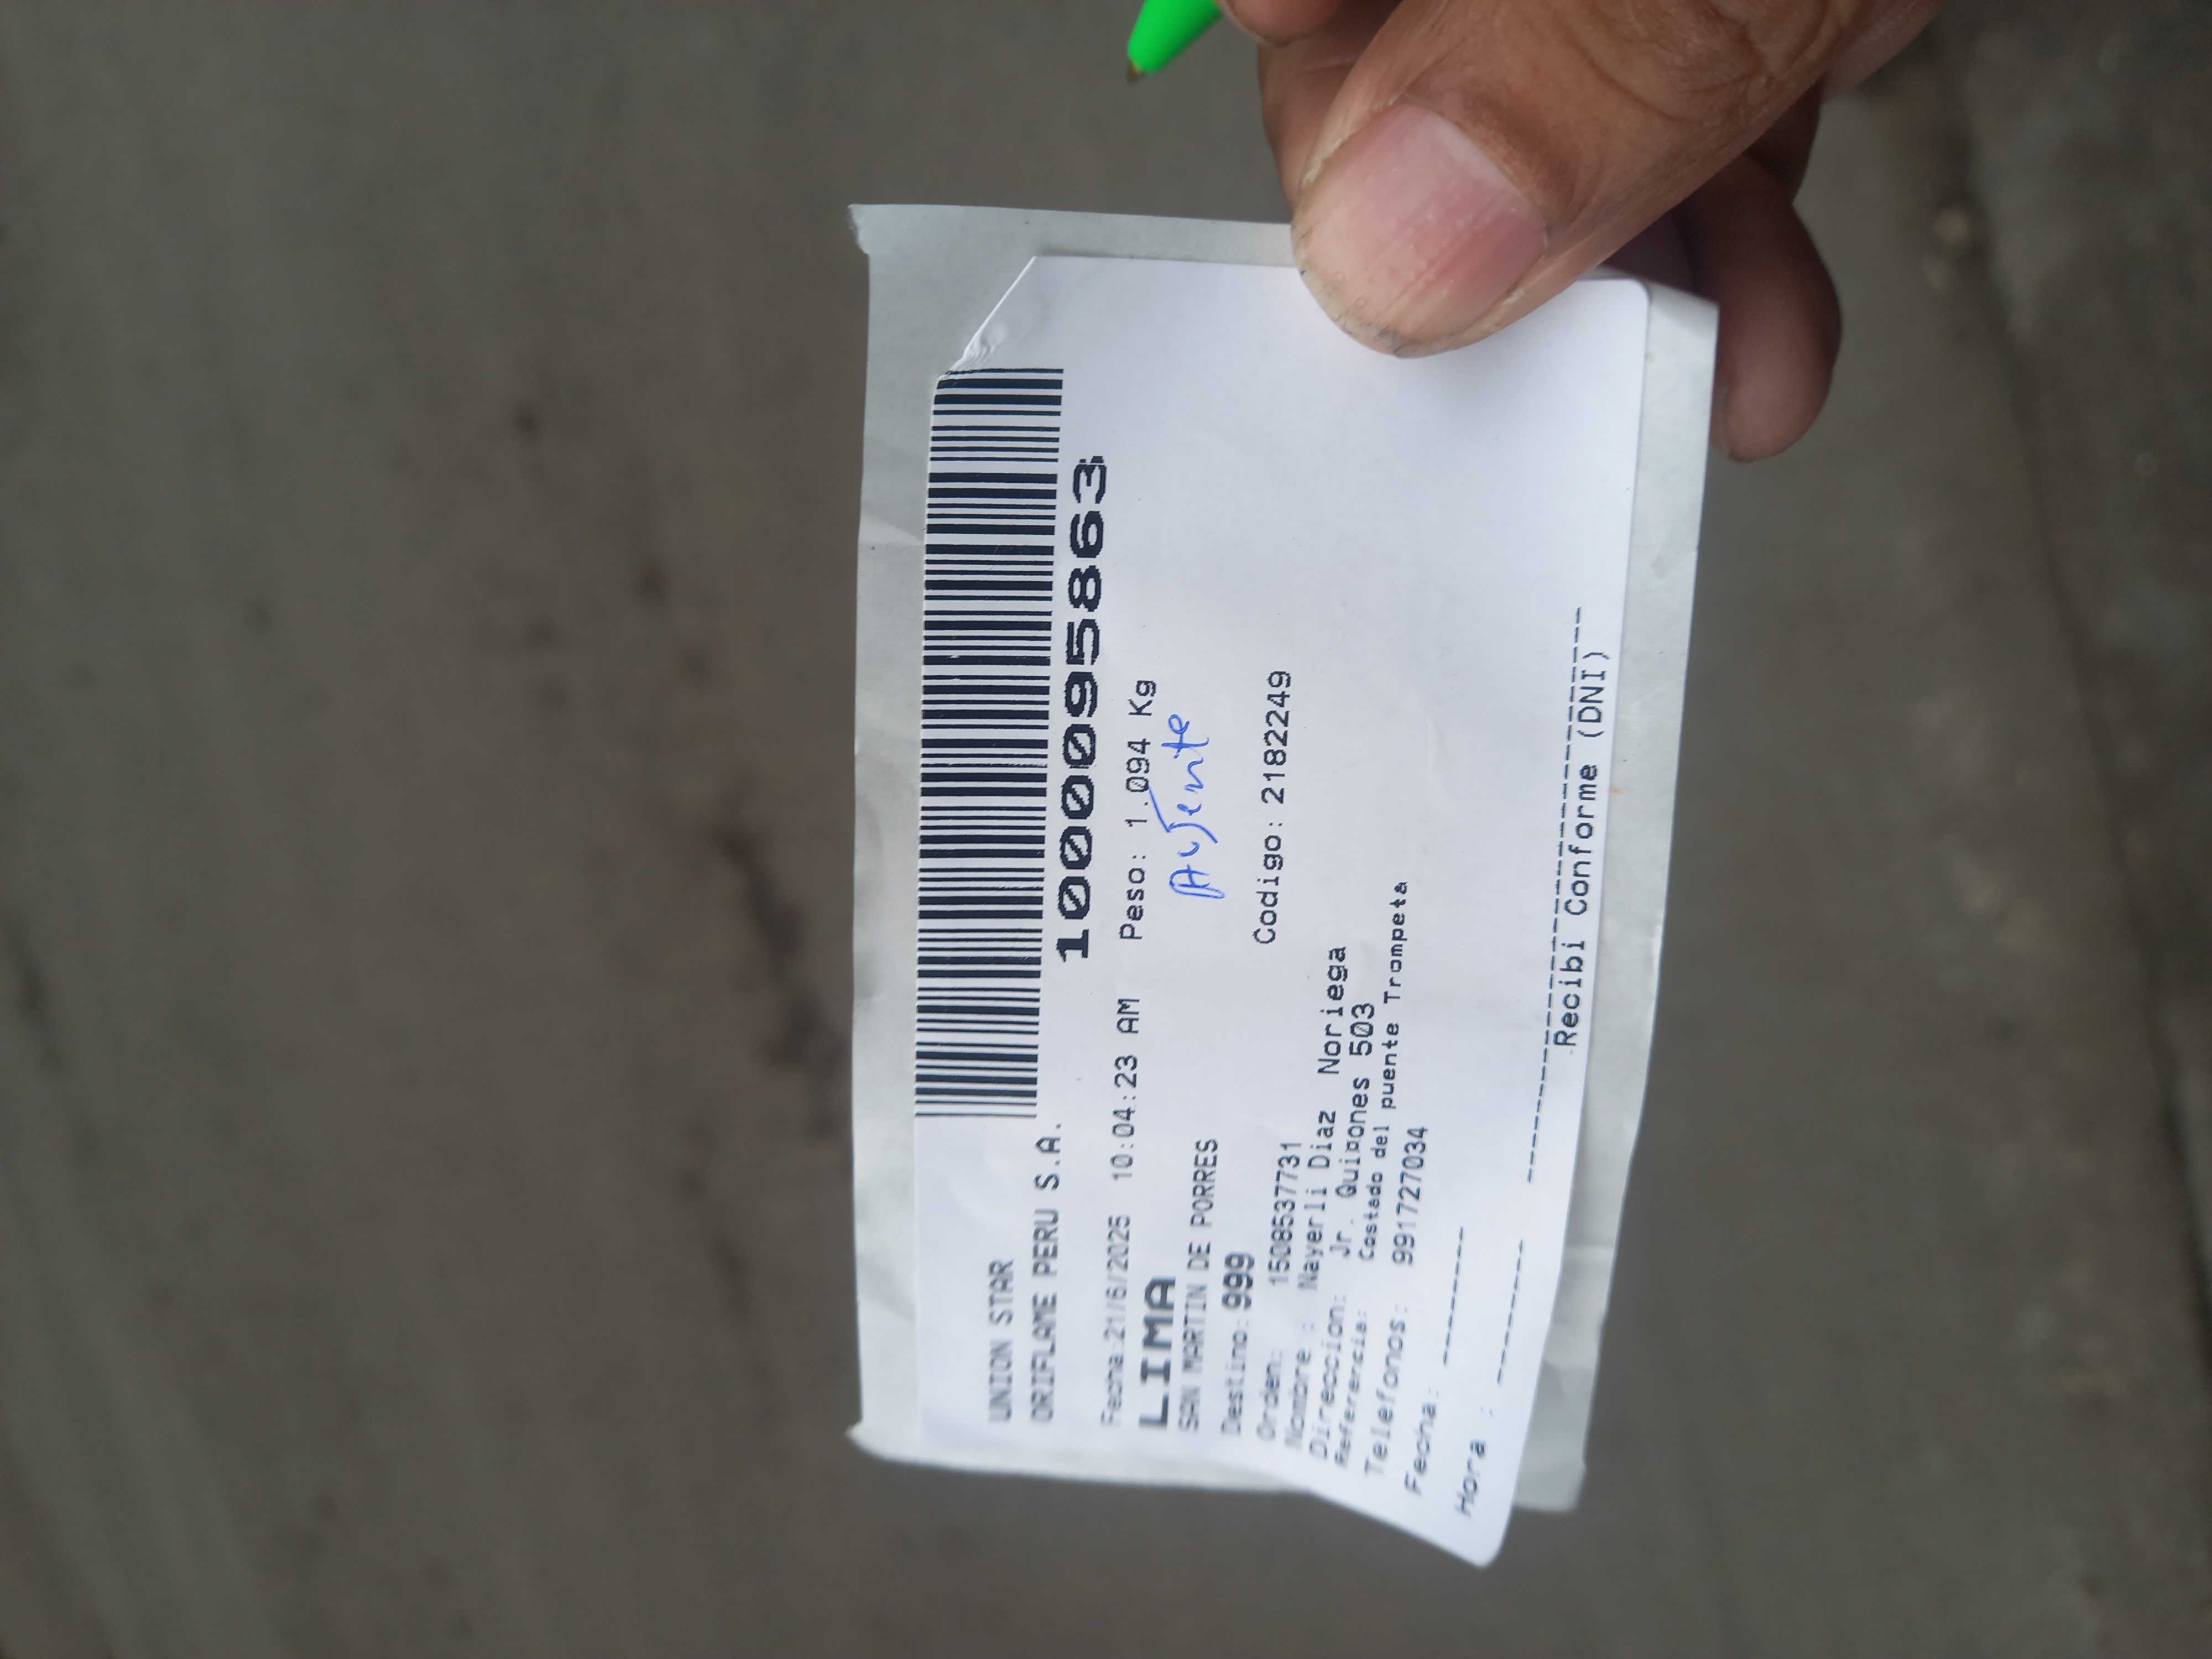 UNION STAR
ORIFLAME PERU S.A.
1000095863
Fecha:21/6/2025 10:04:23 AM Peso: 1.094 Kg
LIMA
Ausente
SAN MARTIN DE PORRES
Destino: 999
Orden: 1508537731 Codigo: 2182249
Nombre : Nayerli Diaz Noriega
Direccion: Jr. Quiñones 503
Referencia: Costado del puente Trompeta
Telefonos: 991727034
Fecha: -------
Hora : -------
Recibi Conforme (DNI)